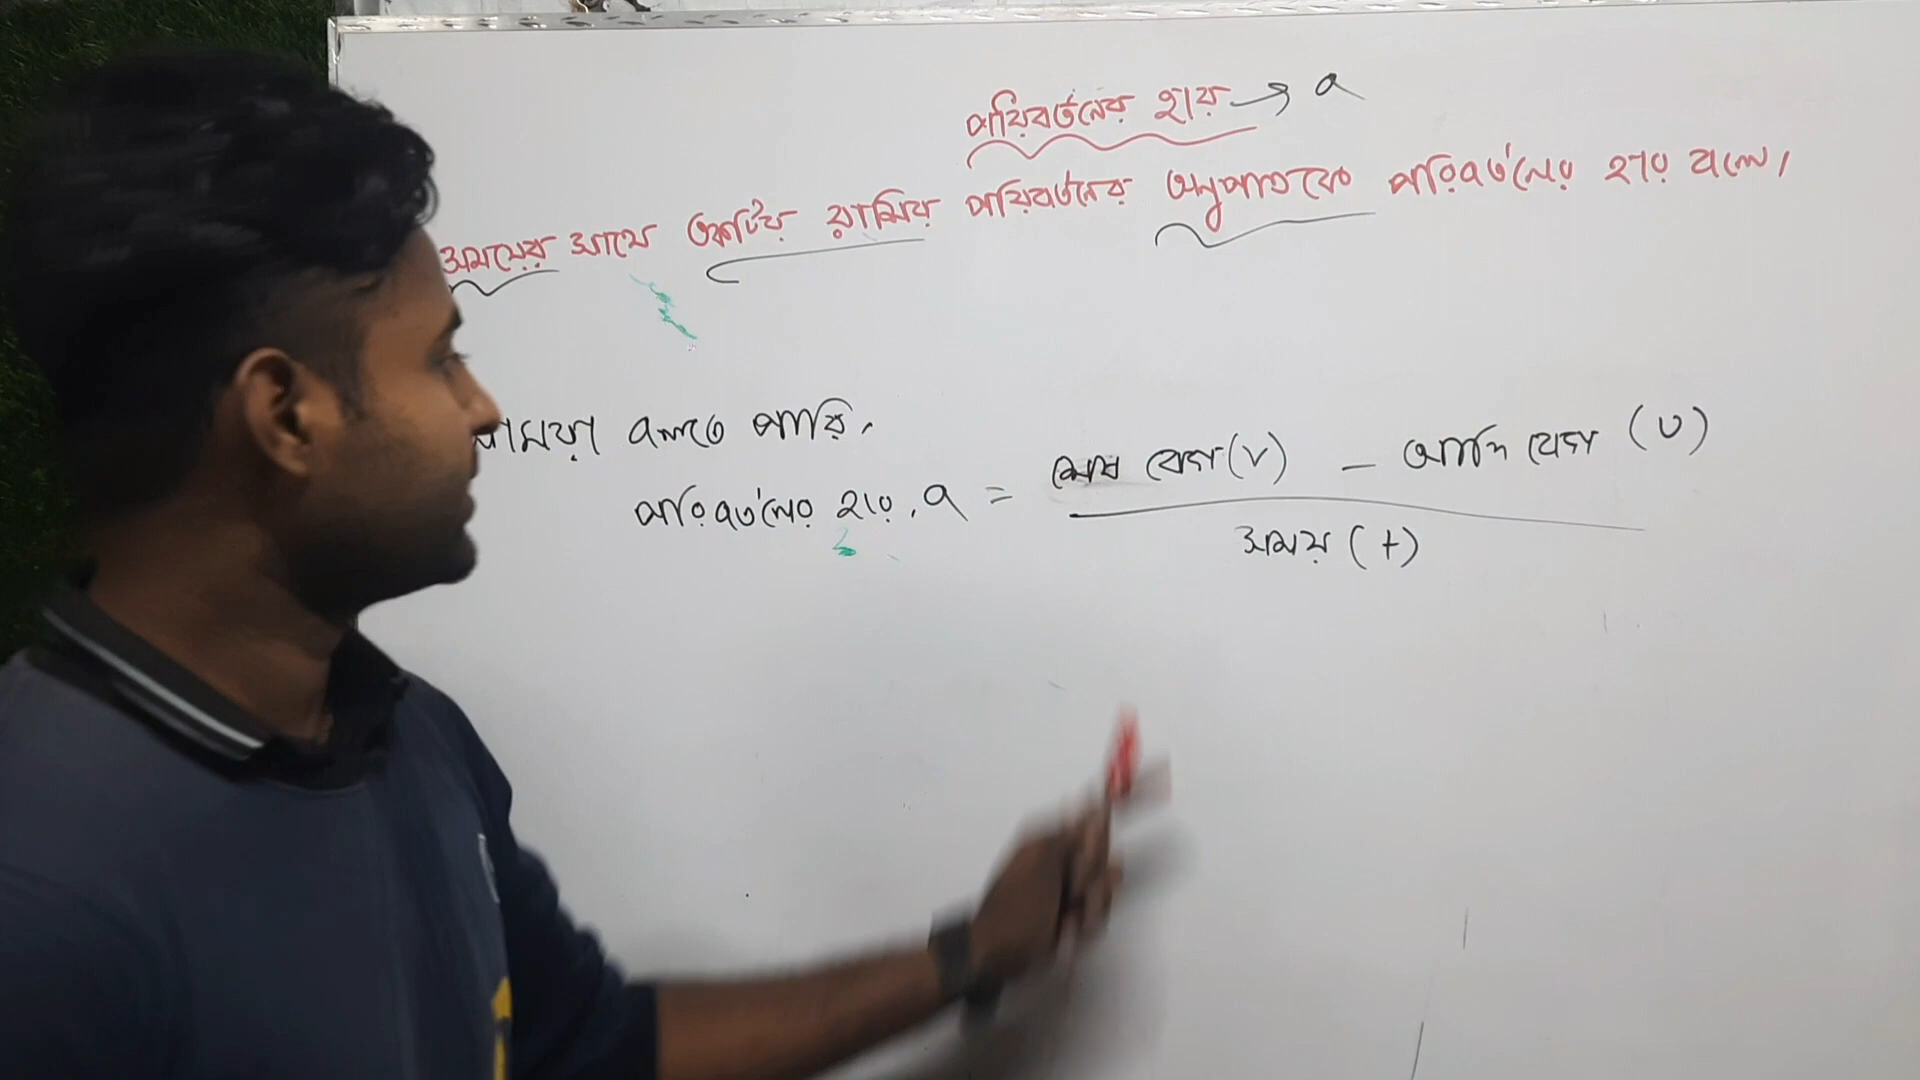 পরিবর্তনের হার → a
সময়ের সাথে একটি রাশির পরিবর্তনের অনুপাতকে পরিবর্তনের হার বলে।
আমরা বলতে পারি,
পরিবর্তনের হার, a = শেষ বেগ (v) - আদি বেগ (u)
সময় (t)